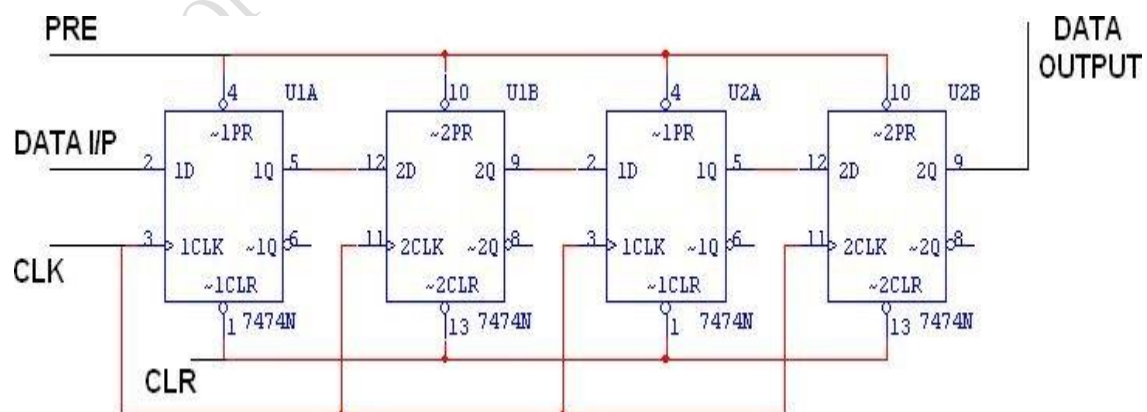 PRE
DATA OUTPUT
4 U1A 10 U1B 4 U2A 10 U2B
~1PR ~2PR ~1PR ~2PR
DATA I/P
2 1D 1Q 5 12 2D 2Q 9 2 1D 1Q 5 12 2D 2Q 9
3 1CLK ~1Q 6 11 2CLK ~2Q 8 3 1CLK ~1Q 6 11 2CLK ~2Q 8
CLK
~1CLR ~2CLR ~1CLR ~2CLR
1 7474N 13 7474N 1 7474N 13 7474N
CLR